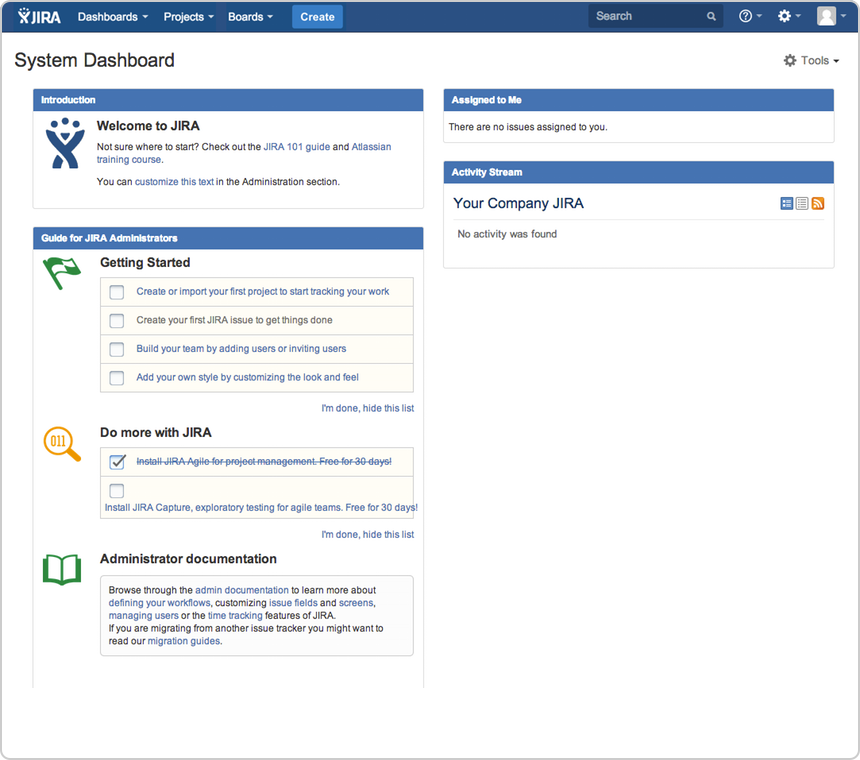 JIRA Dashboards Projects Boards Create Search
System Dashboard
Tools
Introduction
Welcome to JIRA
Not sure where to start? Check out the JIRA 101 guide and Atlassian
training course.
You can customize this text in the Administration section.
Guide for JIRA Administrators
Getting Started
Create or import your first project to start tracking your work
Create your first JIRA issue to get things done
Build your team by adding users or inviting users
Add your own style by customizing the look and feel
I'm done, hide this list
011
Do more with JIRA
Install JIRA Agile for project management. Free for 30 days!
Install JIRA Capture, exploratory testing for agile teams. Free for 30 days!
I'm done, hide this list
Administrator documentation
Browse through the admin documentation to learn more about
defining your workflows, customizing issue fields and screens,
managing users or the time tracking features of JIRA.
If you are migrating from another issue tracker you might want to
read our migration guides.
Assigned to Me
There are no issues assigned to you.
Activity Stream
Your Company JIRA
No activity was found